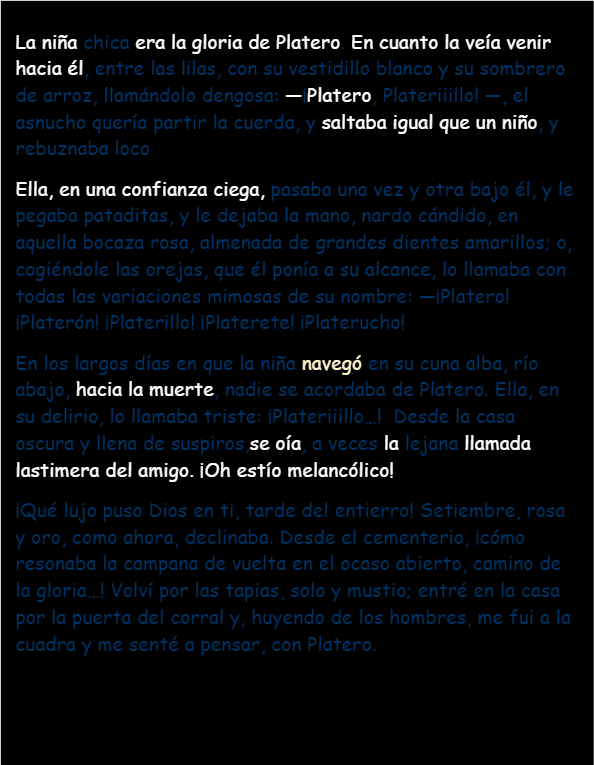 La niña chica era la gloria de Platero. En cuanto la veía venir
hacia él, entre las lilas, con su vestidillo blanco y su sombrero
de arroz, llamándolo dengosa: —¡Platero, Plateriiillo! —, el
asnucho quería partir la cuerda, y saltaba igual que un niño, y
rebuznaba loco
Ella, en una confianza ciega, pasaba una vez y otra bajo él, y le
pegaba pataditas, y le dejaba la mano, nardo cándido, en
aquella bocaza rosa, almenada de grandes dientes amarillos; o,
cogiéndole las orejas, que él ponía a su alcance, lo llamaba con
todas las variaciones mimosas de su nombre: —¡Platero!
¡Platerón! ¡Platerillo! ¡Platerete! ¡Platerucho!
En los largos días en que la niña navegó en su cuna alba, río
abajo, hacia la muerte, nadie se acordaba de Platero. Ella, en
su delirio, lo llamaba triste: ¡Plateriiillo...! Desde la casa
oscura y llena de suspiros,se oía, a veces la lejana llamada
lastimera del amigo. ¡Oh estío melancólico!
¡Qué lujo puso Dios en ti, tarde del entierro! Setiembre, rosa
y oro, como ahora, declinaba. Desde el cementerio, ¡cómo
resonaba la campana de vuelta en el ocaso abierto, camino de
la gloria...! Volví por las tapias, solo y mustio; entré en la casa
por la puerta del corral y, huyendo de los hombres, me fui a la
cuadra y me senté a pensar, con Platero.